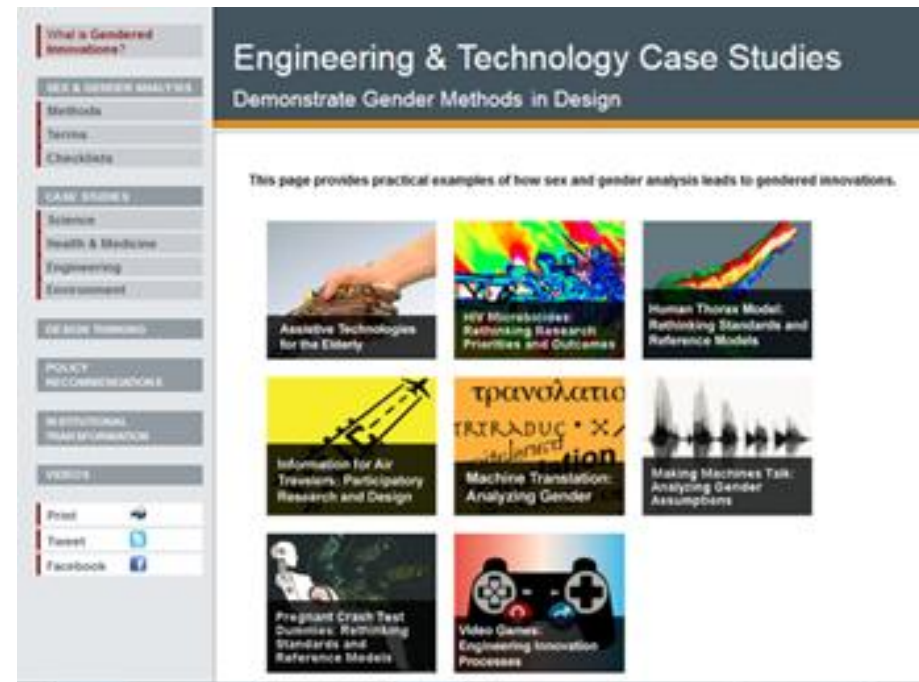 What is Gendered
Innovations?
SEX & GENDER ANALYSIS
Methods
Terms
Checklists
CASE STUDIES
Science
Health & Medicine
Engineering
Environment
DESIGN THINKING
POLICY
RECOMMENDATIONS
INSTITUTIONAL
TRANSFORMATION
VIDEOS
Print
Tweet
Facebook
Engineering & Technology Case Studies
Demonstrate Gender Methods in Design
This page provides practical examples of how sex and gender analysis leads to gendered innovations.
Assistive Technologies
for the Elderly
HIV Microbicides:
Rethinking Research
Priorities and Outcomes
Human Thorax Model:
Rethinking Standards and
Reference Models
Information for Air
Travelers: Participatory
Research and Design
τρανσλατιο
TRTRADUC
ation
Machine Translation:
Analyzing Gender
Making Machines Talk:
Analyzing Gender
Assumptions
Pregnant Crash Test
Dummies: Rethinking
Standards and
Reference Models
Video Games:
Engineering Innovation
Processes